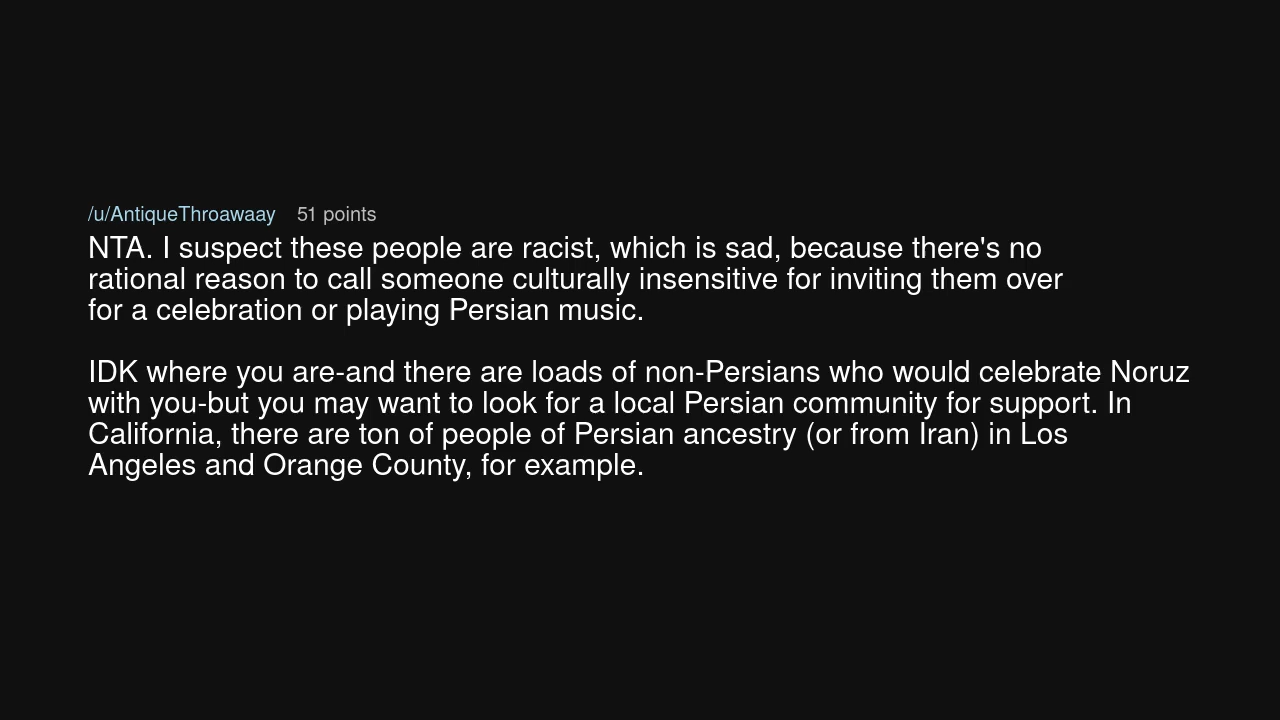 /u/AntiqueThroawaay 51 points
NTA. I suspect these people are racist, which is sad, because there's no
rational reason to call someone culturally insensitive for inviting them over
for a celebration or playing Persian music.
IDK where you are-and there are loads of non-Persians who would celebrate Noruz
with you-but you may want to look for a local Persian community for support. In
California, there are ton of people of Persian ancestry (or from Iran) in Los
Angeles and Orange County, for example.